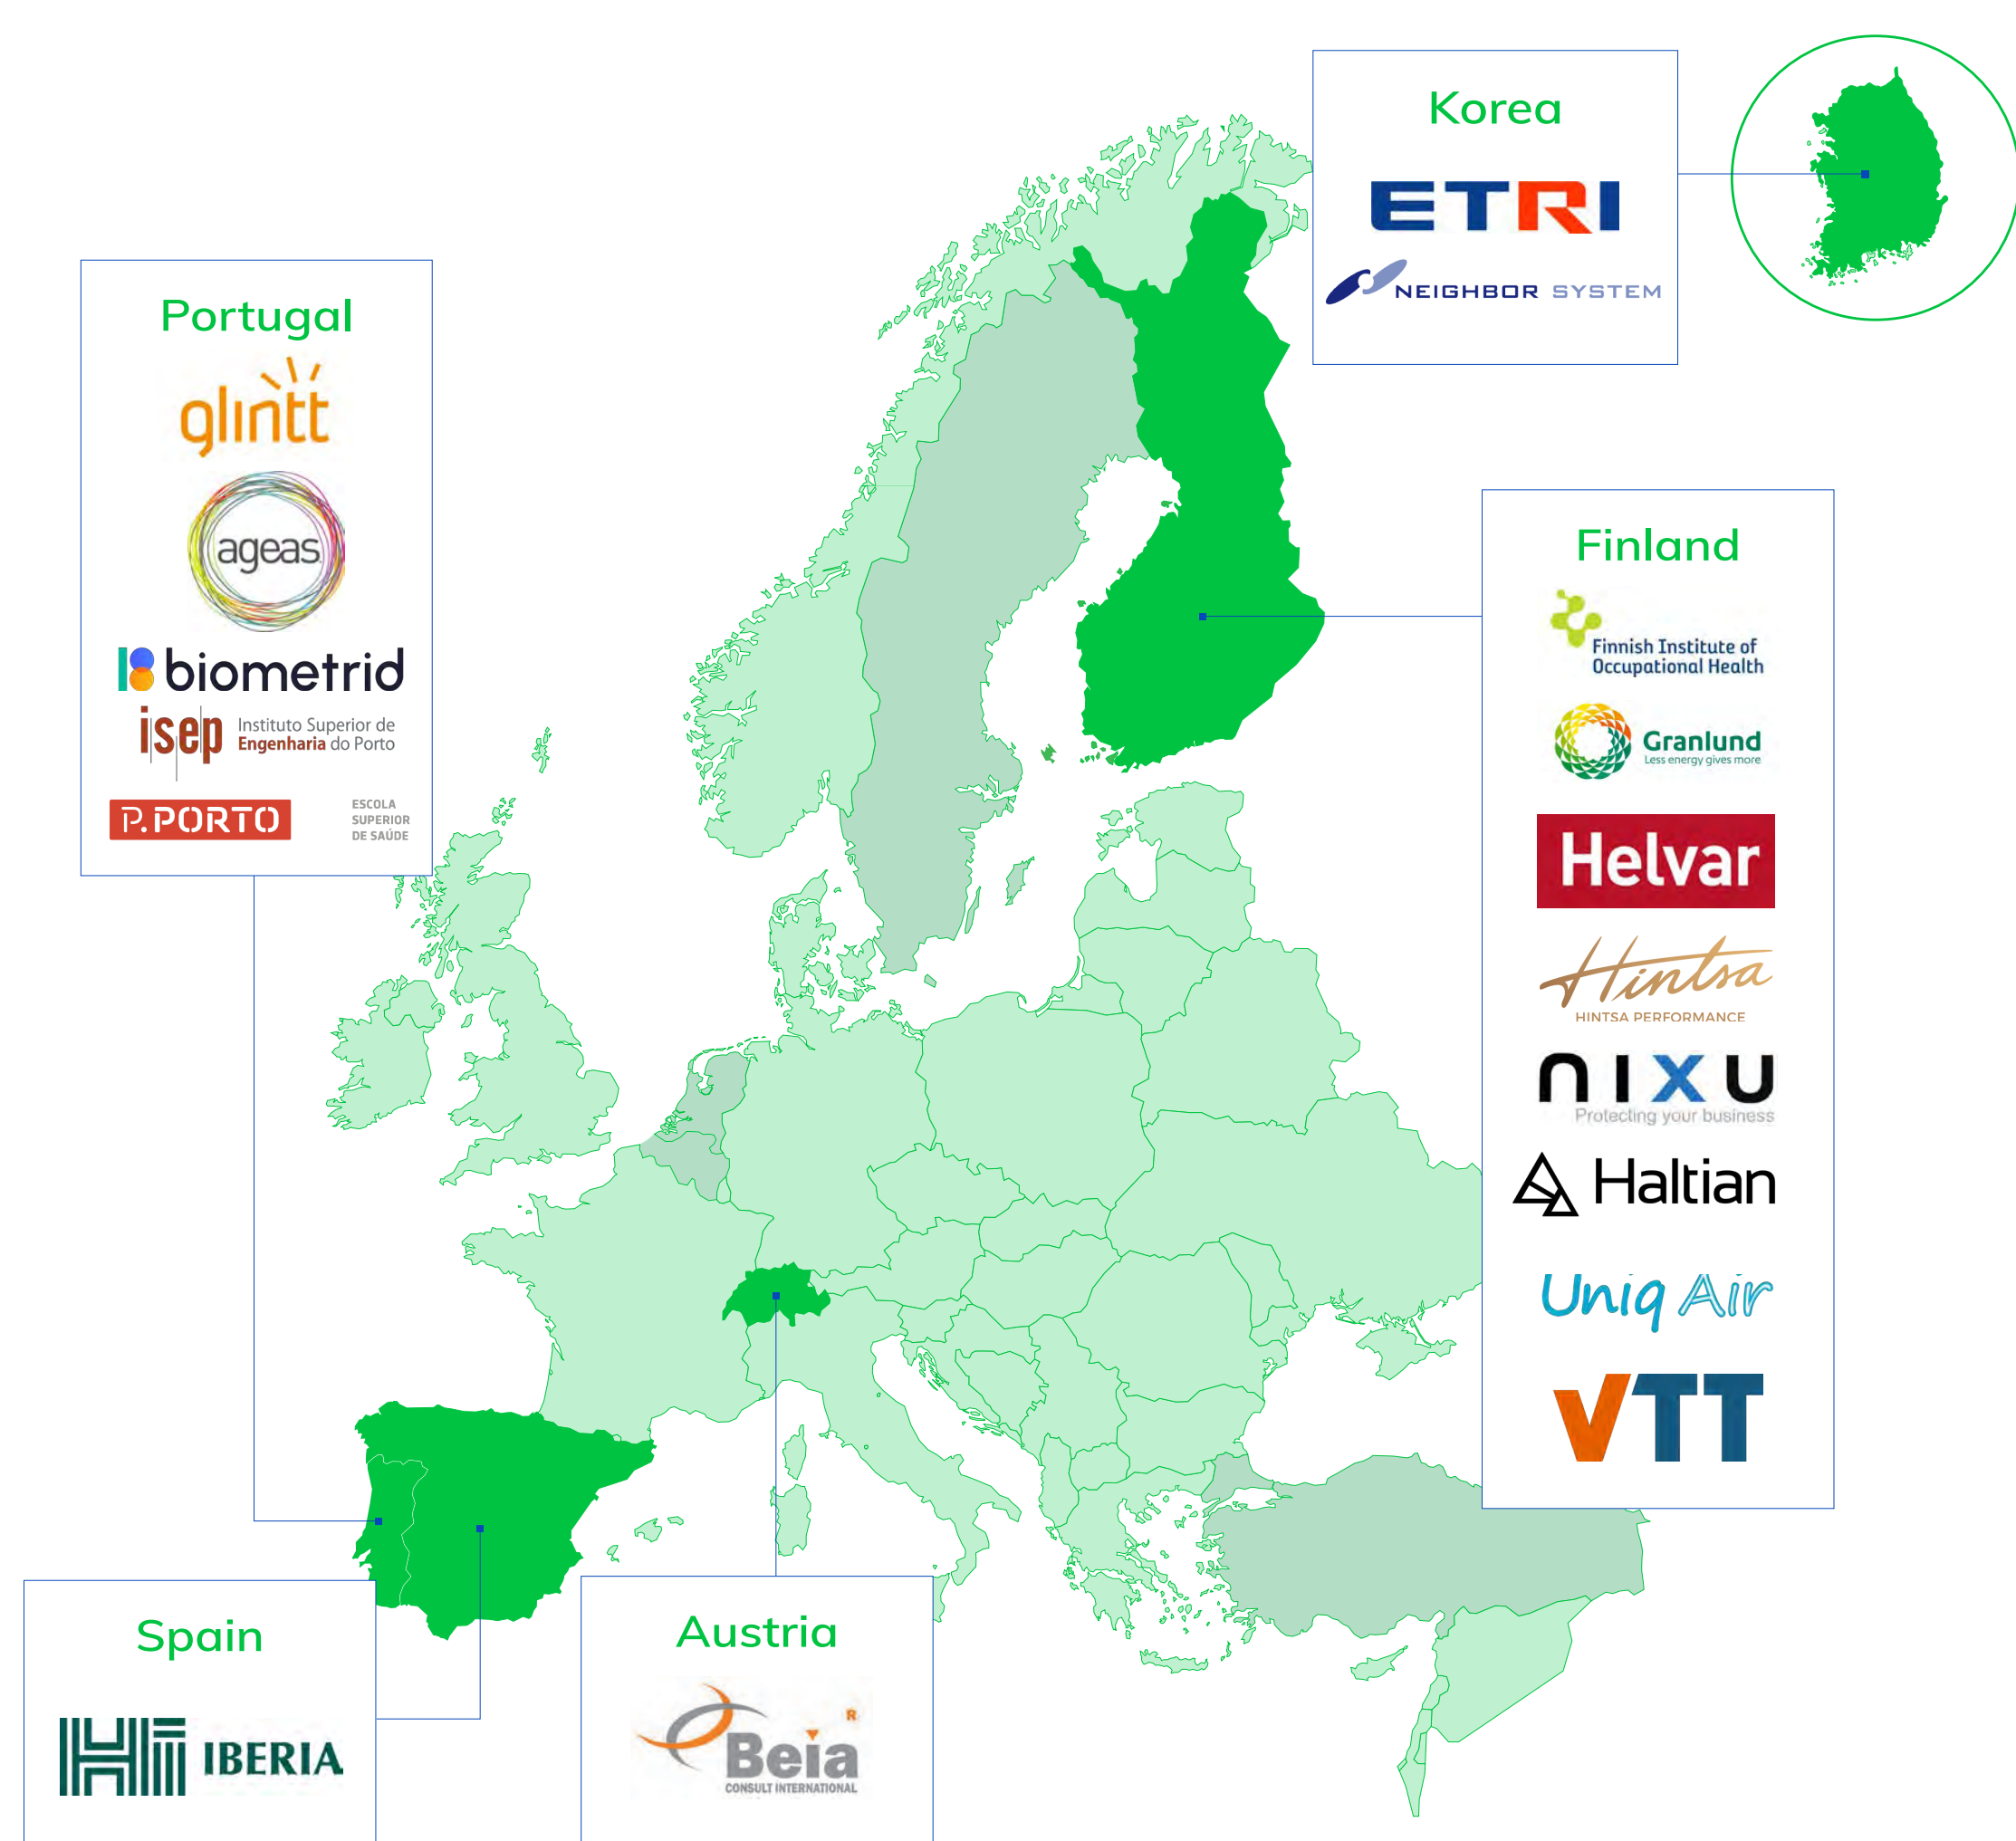 Korea
ETRI
NEIGHBOR SYSTEM
Portugal
glintt
ageas
biometrid
isep Instituto Superior de
Engenharia do Porto
P.PORTO
ESCOLA
SUPERIOR
DE SAÚDE
Finland
Finnish Institute of
Occupational Health
Granlund
Less energy gives more
Helvar
Hintsa
HINTSA PERFORMANCE
nixu
Protecting your business
Haltian
Uniq Air
VTT
Spain
Hi IBERIA
Austria
Beia R
CONSULT INTERNATIONAL